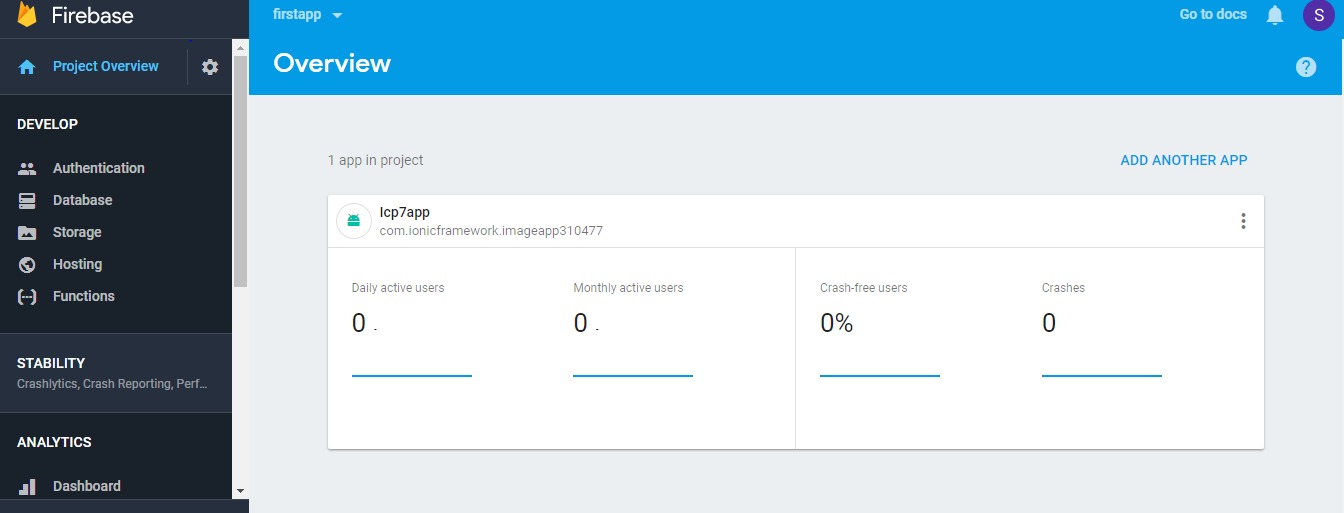 Firebase
firstapp
Go to docs
S
Project Overview
Overview
?
DEVELOP
Authentication
Database
Storage
Hosting
Functions
STABILITY
Crashlytics, Crash Reporting, Perf...
ANALYTICS
Dashboard
1 app in project
ADD ANOTHER APP
lcp7app
com.ionicframework.imageapp310477
Daily active users
Monthly active users
Crash-free users
Crashes
0 -
0 -
0%
0